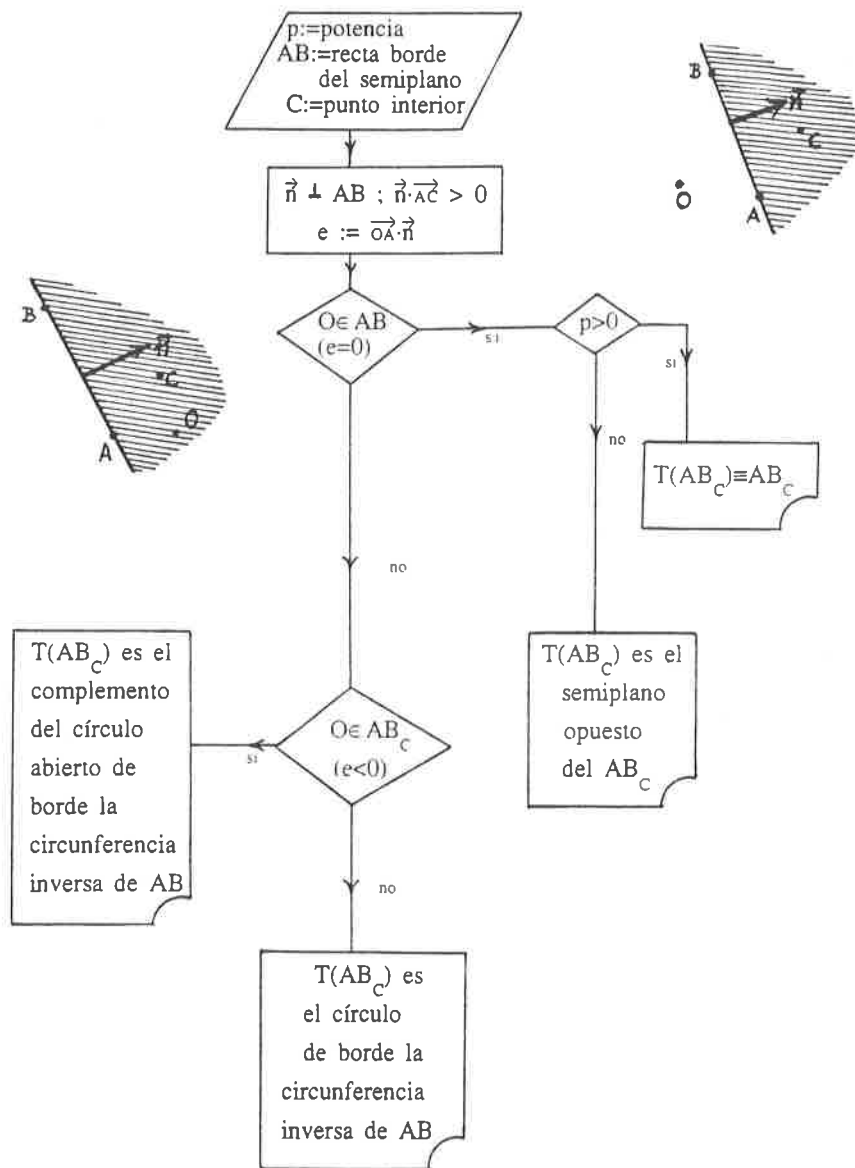 p:=potencia
AB:=recta borde
del semiplano
C:=punto interior
B
n⃗
C
A
O
n⃗ ⊥ AB ; n⃗·AC⃗ > 0
e := OA⃗·n⃗
B
n⃗
C
O
A
O∈AB
(e=0)
si
p>0
si
no
T(AB_C)≡AB_C
no
T(AB_C) es el
semiplano
opuesto
del AB_C
T(AB_C) es el
complemento
del círculo
abierto de
borde la
circunferencia
inversa de AB
O∈AB_C
(e<0)
si
no
T(AB_C) es
el círculo
de borde la
circunferencia
inversa de AB